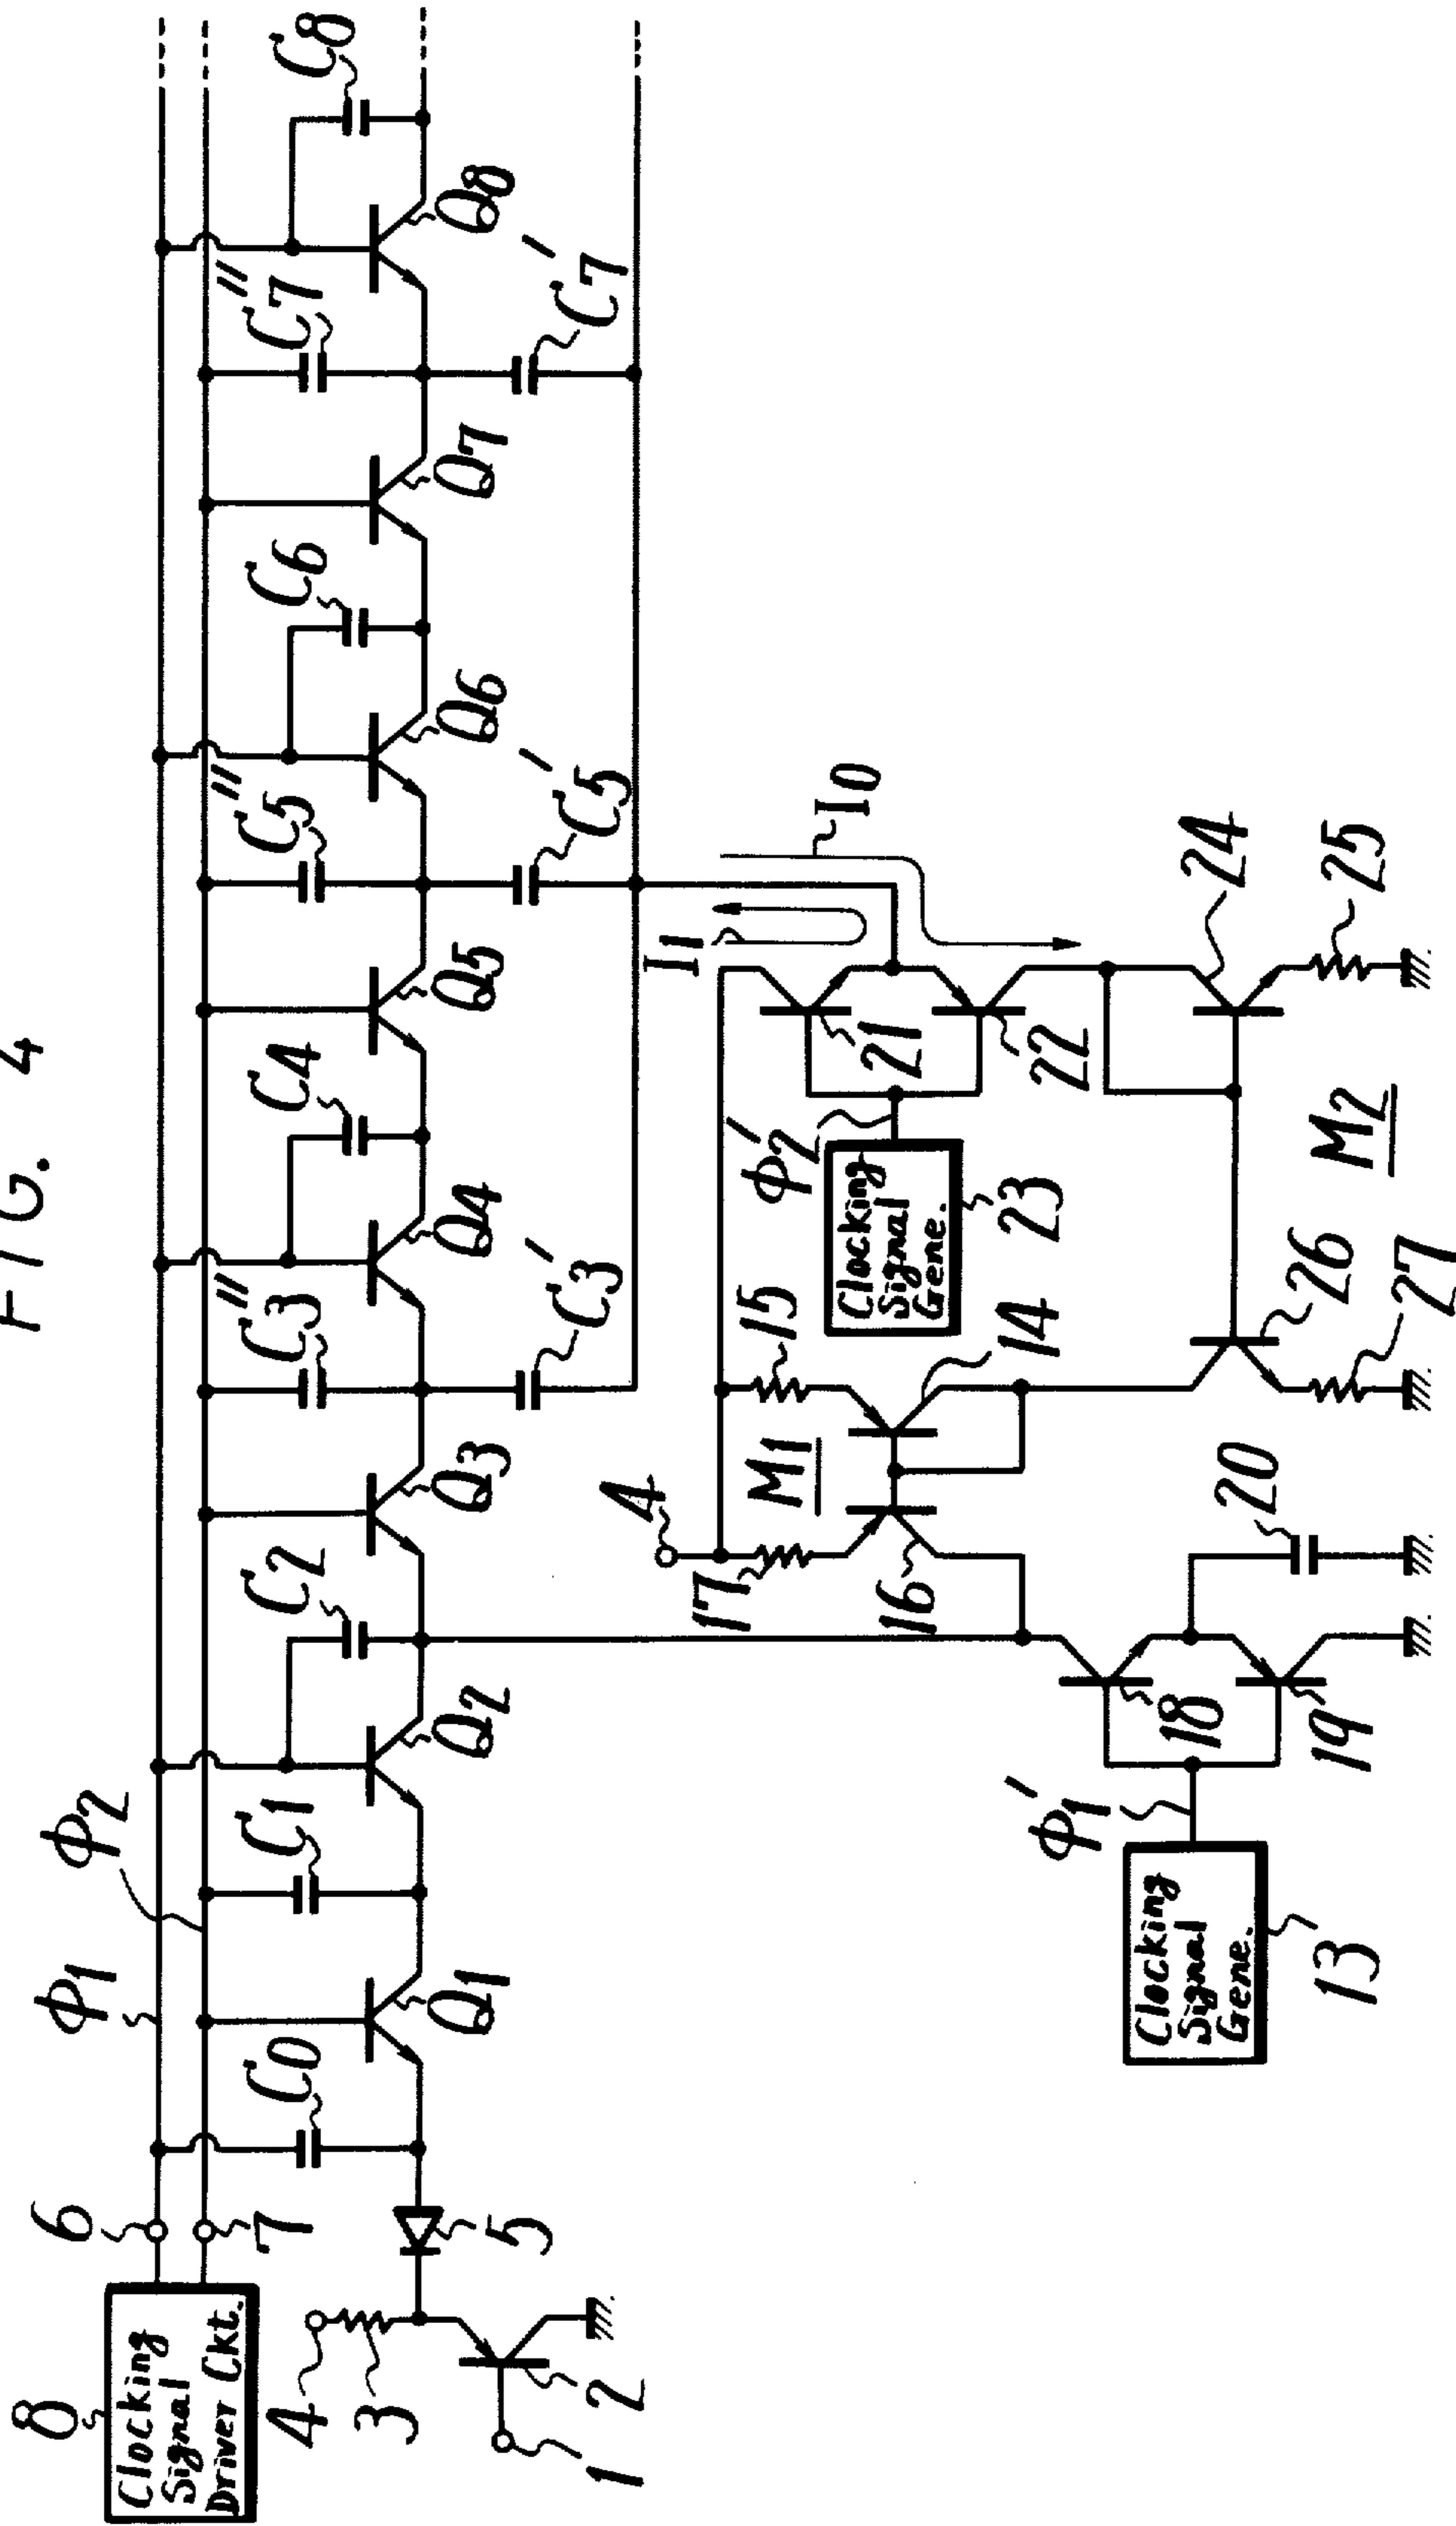 FIG. 4
8
Clocking
Signal
Driver Ckt.
6
7
ϕ1
ϕ2
C0
C1
C2
C3''
C4
C5''
C6
C7''
C8
Q1
Q2
Q3
Q4
Q5
Q6
Q7
Q8
4
3
5
1
2
C3'
C5'
C7'
4
17
M1
15
16
14
I1
I0
ϕ2'
Clocking
Signal
Gene.
23
21
22
24
25
M2
26
27
ϕ1'
Clocking
Signal
Gene.
13
18
19
20